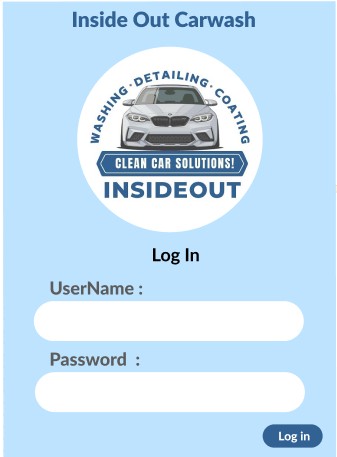 Inside Out Carwash
WASHING · DETAILING · COATING
CLEAN CAR SOLUTIONS!
INSIDEOUT
Log In
UserName :
Password  :
Log in